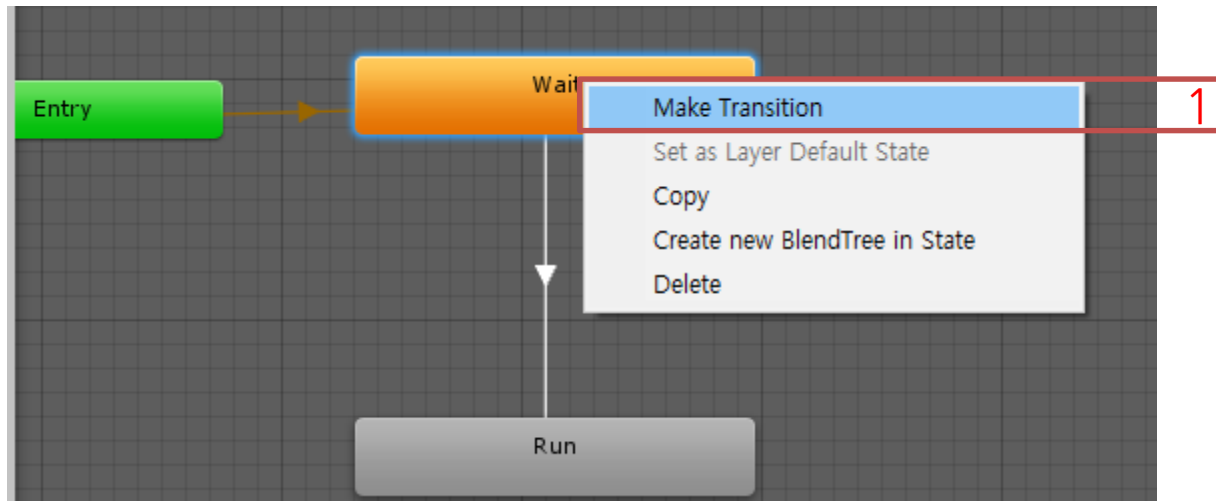 Entry
Wait
Make Transition
1
Set as Layer Default State
Copy
Create new BlendTree in State
Delete
Run